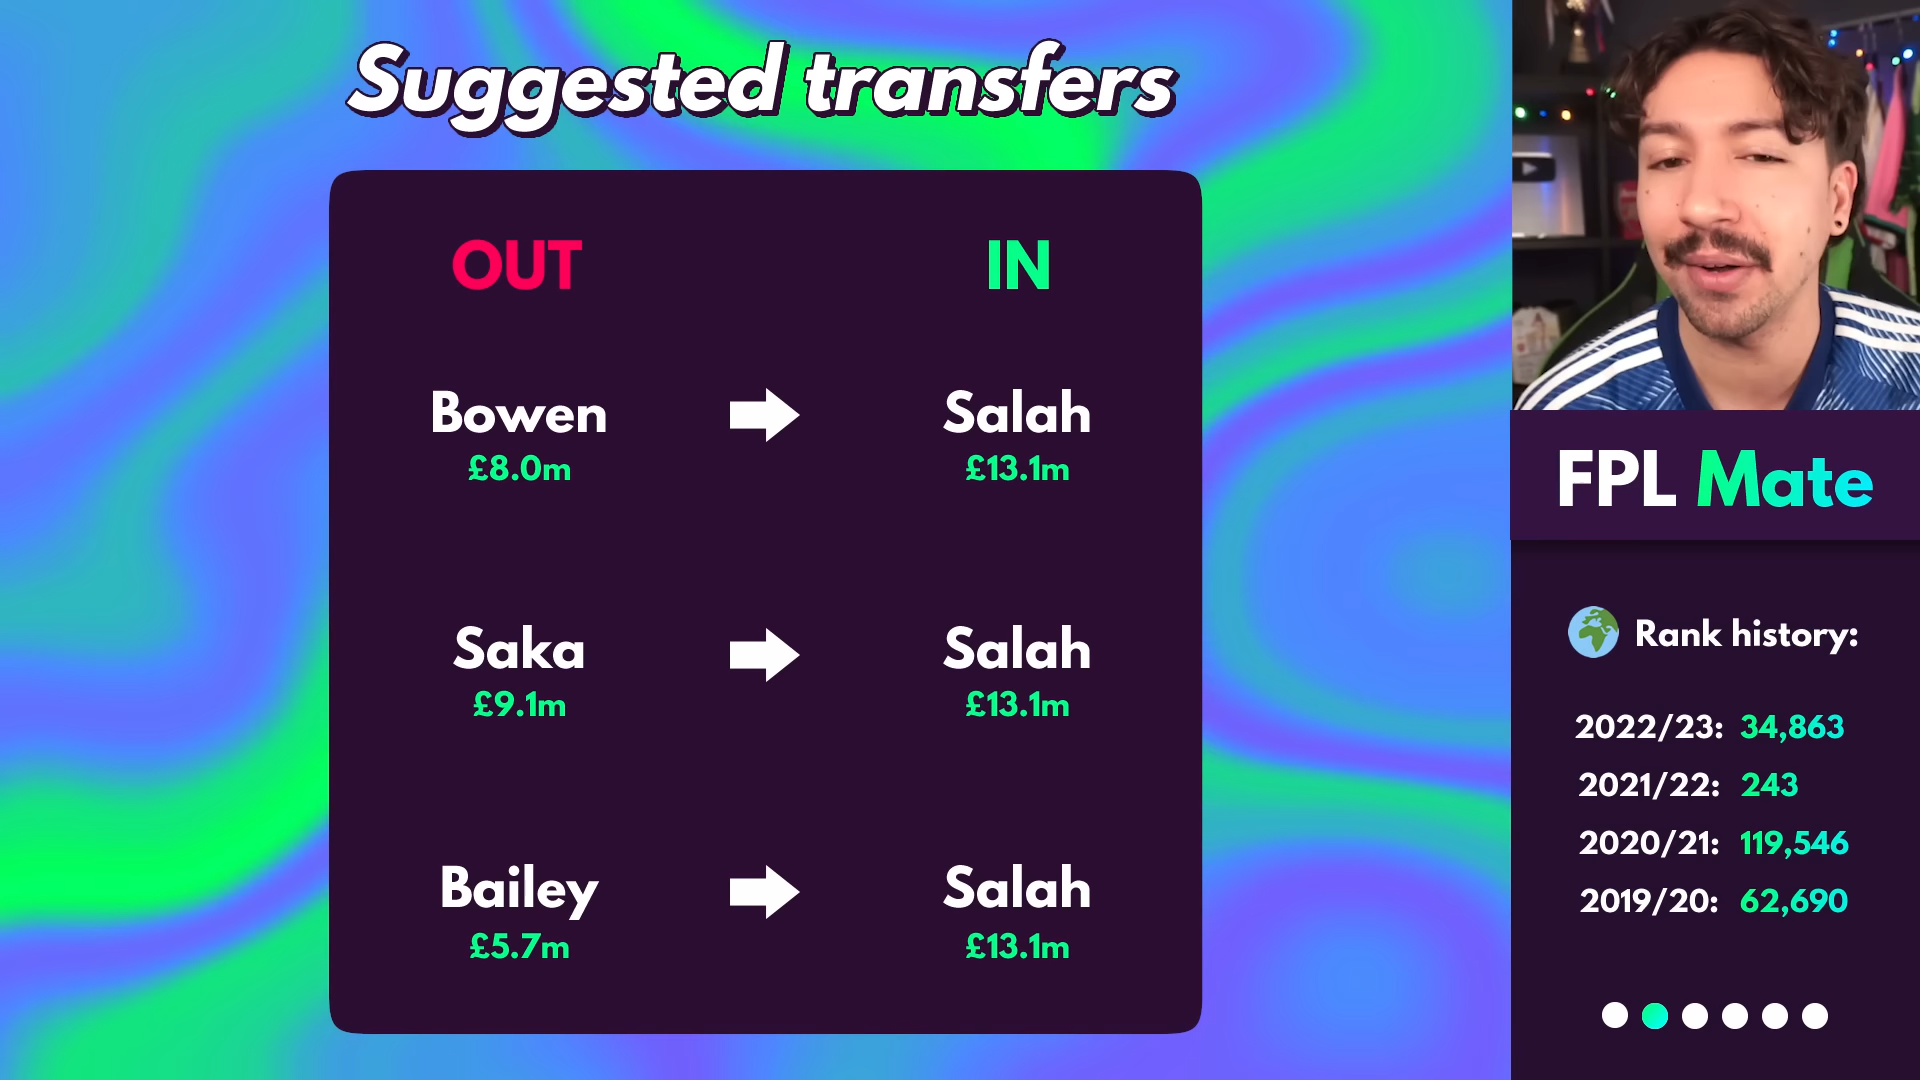 Suggested transfers
OUT
IN
Bowen
Salah
£8.0m
£13.1m
Saka
Salah
£9.1m
£13.1m
Bailey
Salah
£5.7m
£13.1m
FPL Mate
Rank history:
2022/23: 34,863
2021/22: 243
2020/21: 119,546
2019/20: 62,690